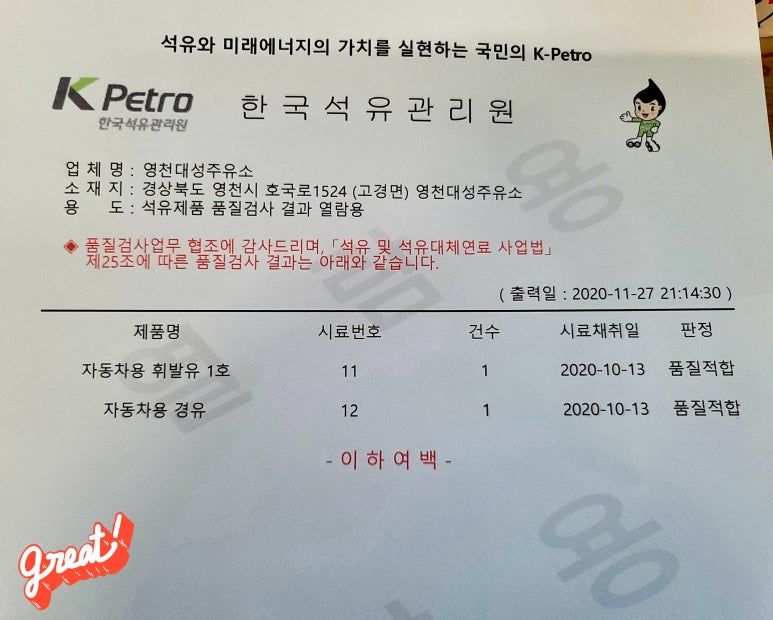 석유와 미래에너지의 가치를 실현하는 국민의 K-Petro
K Petro
한국석유관리원
한국석유관리원
업 체 명 : 영천대성주유소
소 재 지 : 경상북도 영천시 호국로1524 (고경면) 영천대성주유소
용 도 : 석유제품 품질검사 결과 열람용
◈ 품질검사업무 협조에 감사드리며, 「석유 및 석유대체연료 사업법」
제25조에 따른 품질검사 결과는 아래와 같습니다.
( 출력일 : 2020-11-27 21:14:30 )
제품명 시료번호 건수 시료채취일 판정
자동차용 휘발유 1호 11 1 2020-10-13 품질적합
자동차용 경유 12 1 2020-10-13 품질적합
- 이 하 여 백 -
great!